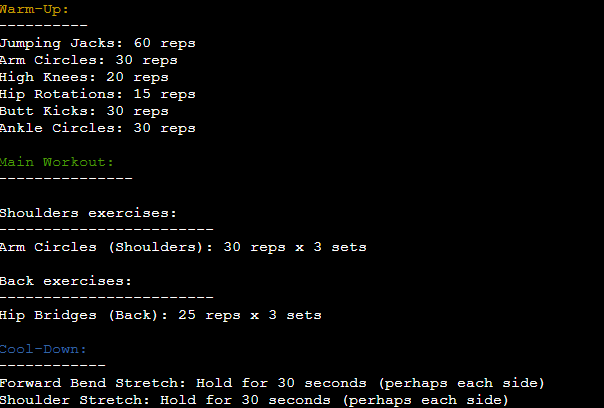 Warm-Up:
----------
Jumping Jacks: 60 reps
Arm Circles: 30 reps
High Knees: 20 reps
Hip Rotations: 15 reps
Butt Kicks: 30 reps
Ankle Circles: 30 reps
Main Workout:
---------------
Shoulders exercises:
------------------------
Arm Circles (Shoulders): 30 reps x 3 sets
Back exercises:
------------------------
Hip Bridges (Back): 25 reps x 3 sets
Cool-Down:
------------
Forward Bend Stretch: Hold for 30 seconds (perhaps each side)
Shoulder Stretch: Hold for 30 seconds (perhaps each side)